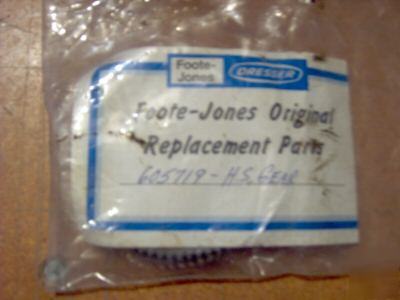 Foote-
Jones
DRESSER
Foote-Jones Original
Replacement Parts
605719-H.S. Gear